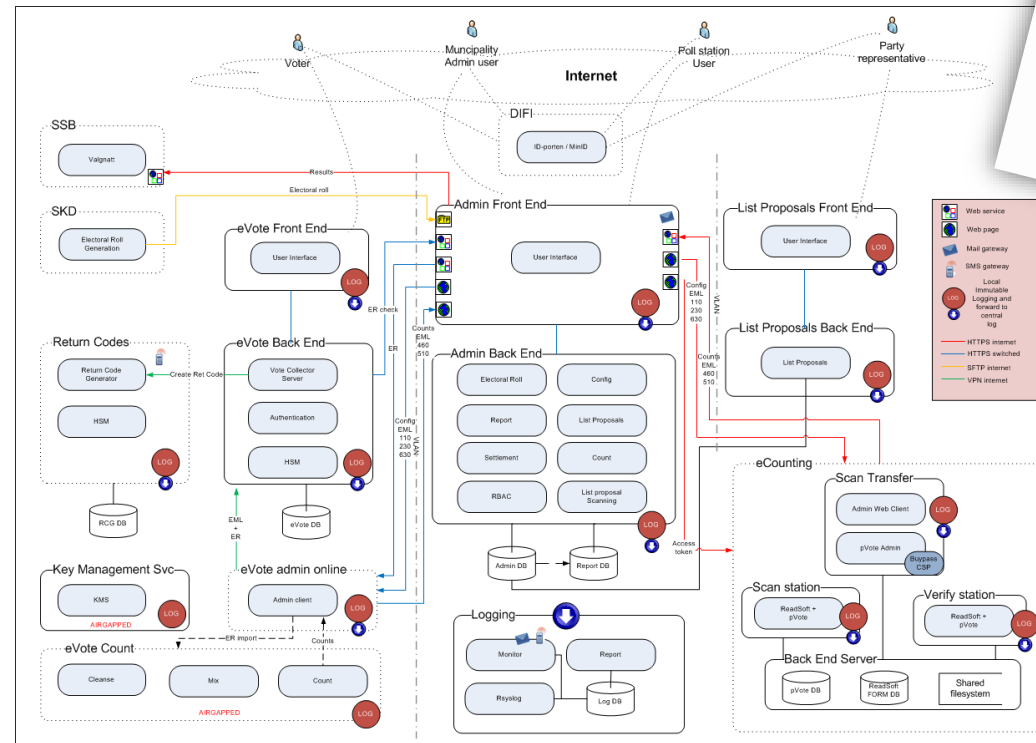 Voter
Muncipality
Admin user
Poll station
User
Party
representative
Internet
DIFI
ID-porten / MinID
SSB
Valgnatt
Results
Electoral roll
SKD
Electoral Roll
Generation
eVote Front End
User Interface
LOG
Admin Front End
FTP
User Interface
LOG
List Proposals Front End
User Interface
LOG
Web service
Web page
Mail gateway
SMS gateway
LOG
Local
Immutable
Logging and
forward to
central
log
HTTPS internet
HTTPS switched
SFTP internet
VPN internet
ER check
ER
Counts
EML
460
510
Config
EML
110
230
630
VLAN
Config
EML
110
230
630
VLAN
Counts
EML
460
510
Return Codes
Return Code
Generator
HSM
LOG
RCG DB
Create Ret Code
eVote Back End
Vote Collector
Server
Authentication
HSM
LOG
eVote DB
EML
+
ER
Admin Back End
Electoral Roll
Config
Report
List Proposals
Settlement
Count
RBAC
List proposal
Scanning
LOG
Admin DB
Report DB
Access
token
List Proposals Back End
List Proposals
LOG
eCounting
Scan Transfer
Admin Web Client
LOG
pVote Admin
Buypass
CSP
Scan station
ReadSoft +
pVote
LOG
Verify station
ReadSoft +
pVote
LOG
Back End Server
pVote DB
ReadSoft
FORM DB
Shared
filesystem
Key Management Svc
KMS
LOG
AIRGAPPED
eVote admin online
Admin client
LOG
ER import
Counts
eVote Count
Cleanse
Mix
Count
AIRGAPPED
LOG
Logging
Monitor
Report
Rsyslog
Log DB